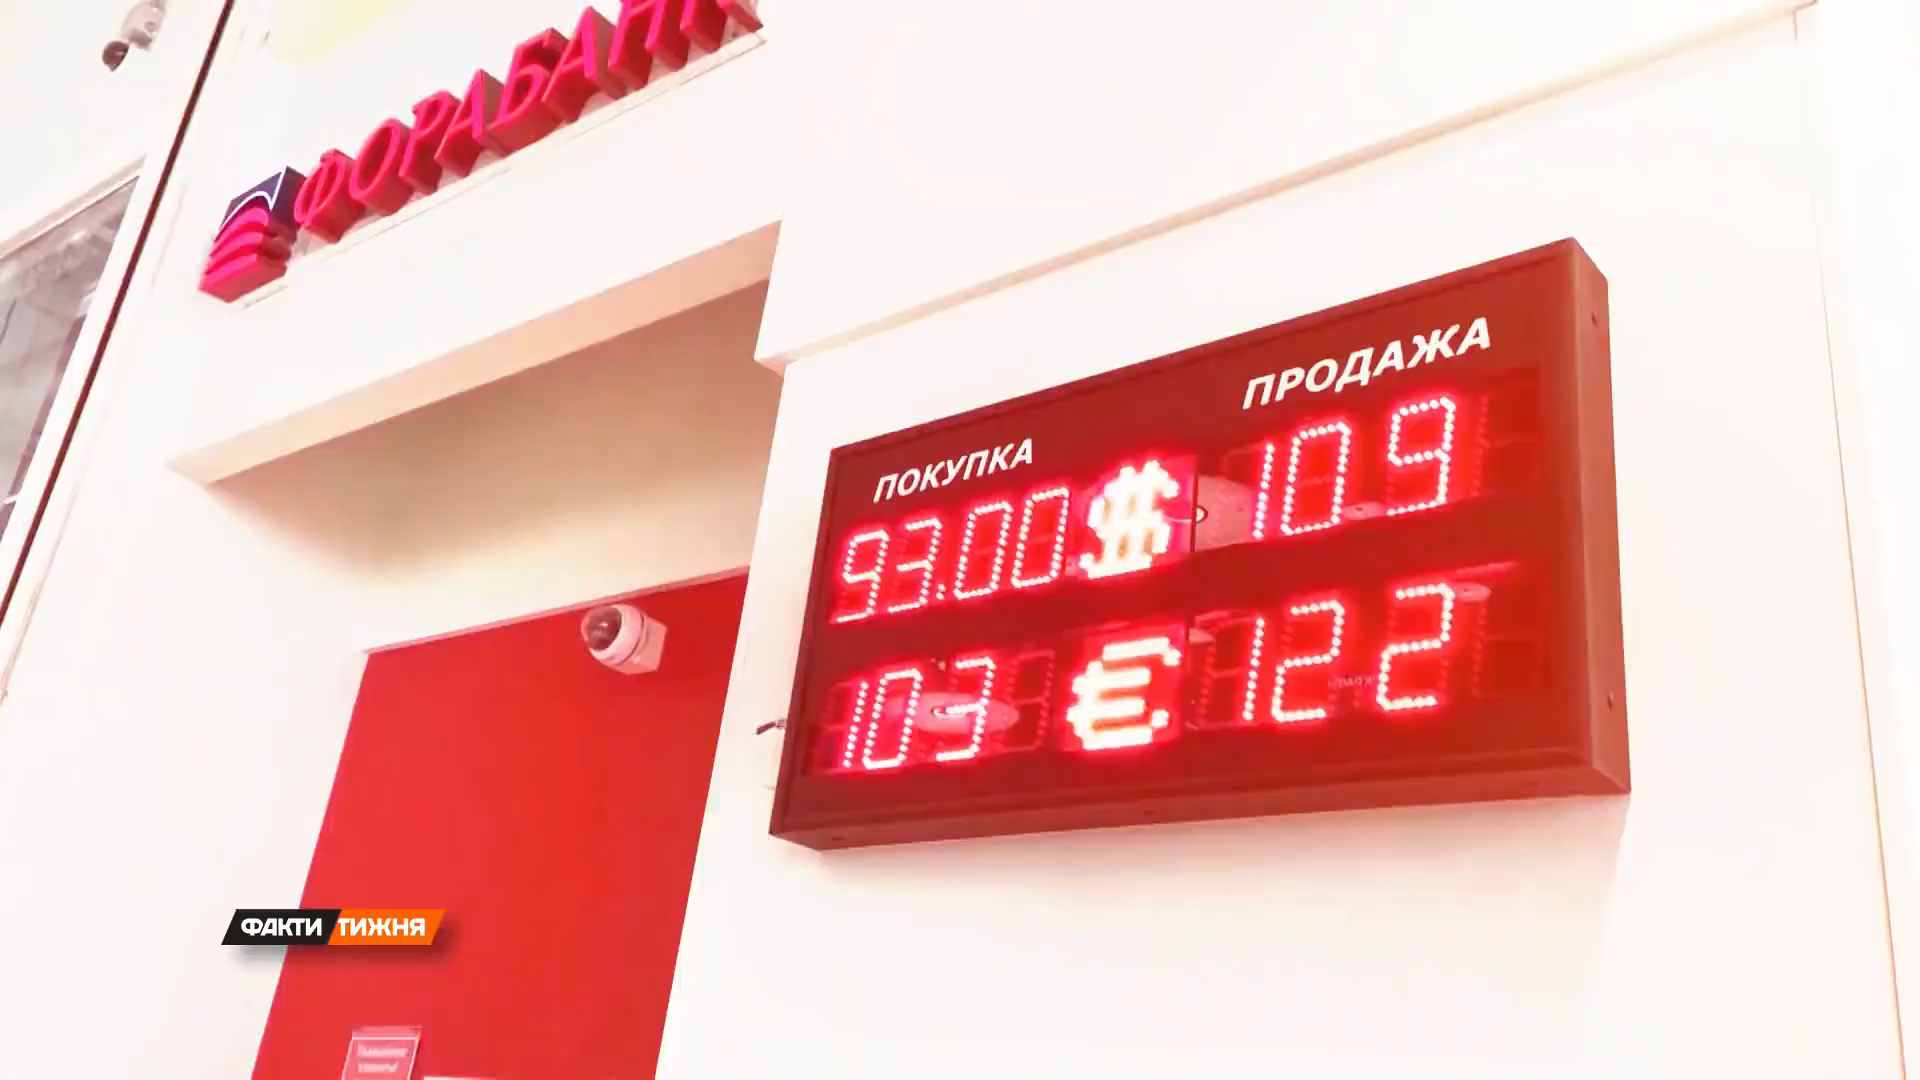 ФОРАБАНК
ПОКУПКА ПРОДАЖА
93.00 $ 10 9
10 3 € 12 2
ФАКТИ ТИЖНЯ